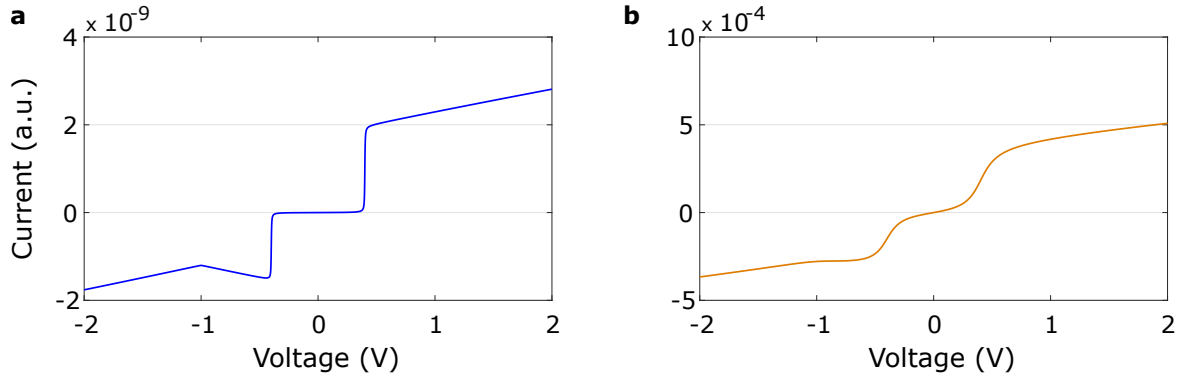 a
× 10⁻⁹
Current (a.u.)
4
2
0
-2
-2 -1 0 1 2
Voltage (V)
b
× 10⁻⁴
10
5
0
-5
-2 -1 0 1 2
Voltage (V)